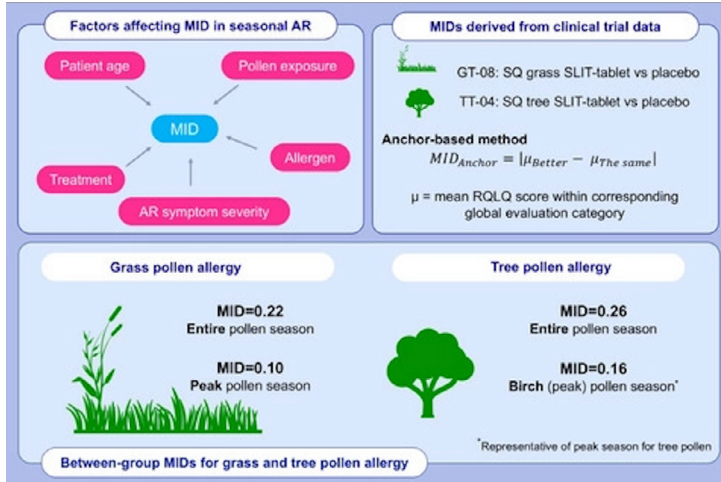 Factors affecting MID in seasonal AR
Patient age
Pollen exposure
MID
Allergen
Treatment
AR symptom severity
MIDs derived from clinical trial data
GT-08: SQ grass SLIT-tablet vs placebo
TT-04: SQ tree SLIT-tablet vs placebo
Anchor-based method
MID_Anchor = |μ_Better − μ_The same|
μ = mean RQLQ score within corresponding
global evaluation category
Grass pollen allergy
MID=0.22
Entire pollen season
MID=0.10
Peak pollen season
Tree pollen allergy
MID=0.26
Entire pollen season
MID=0.16
Birch (peak) pollen season*
*Representative of peak season for tree pollen
Between-group MIDs for grass and tree pollen allergy